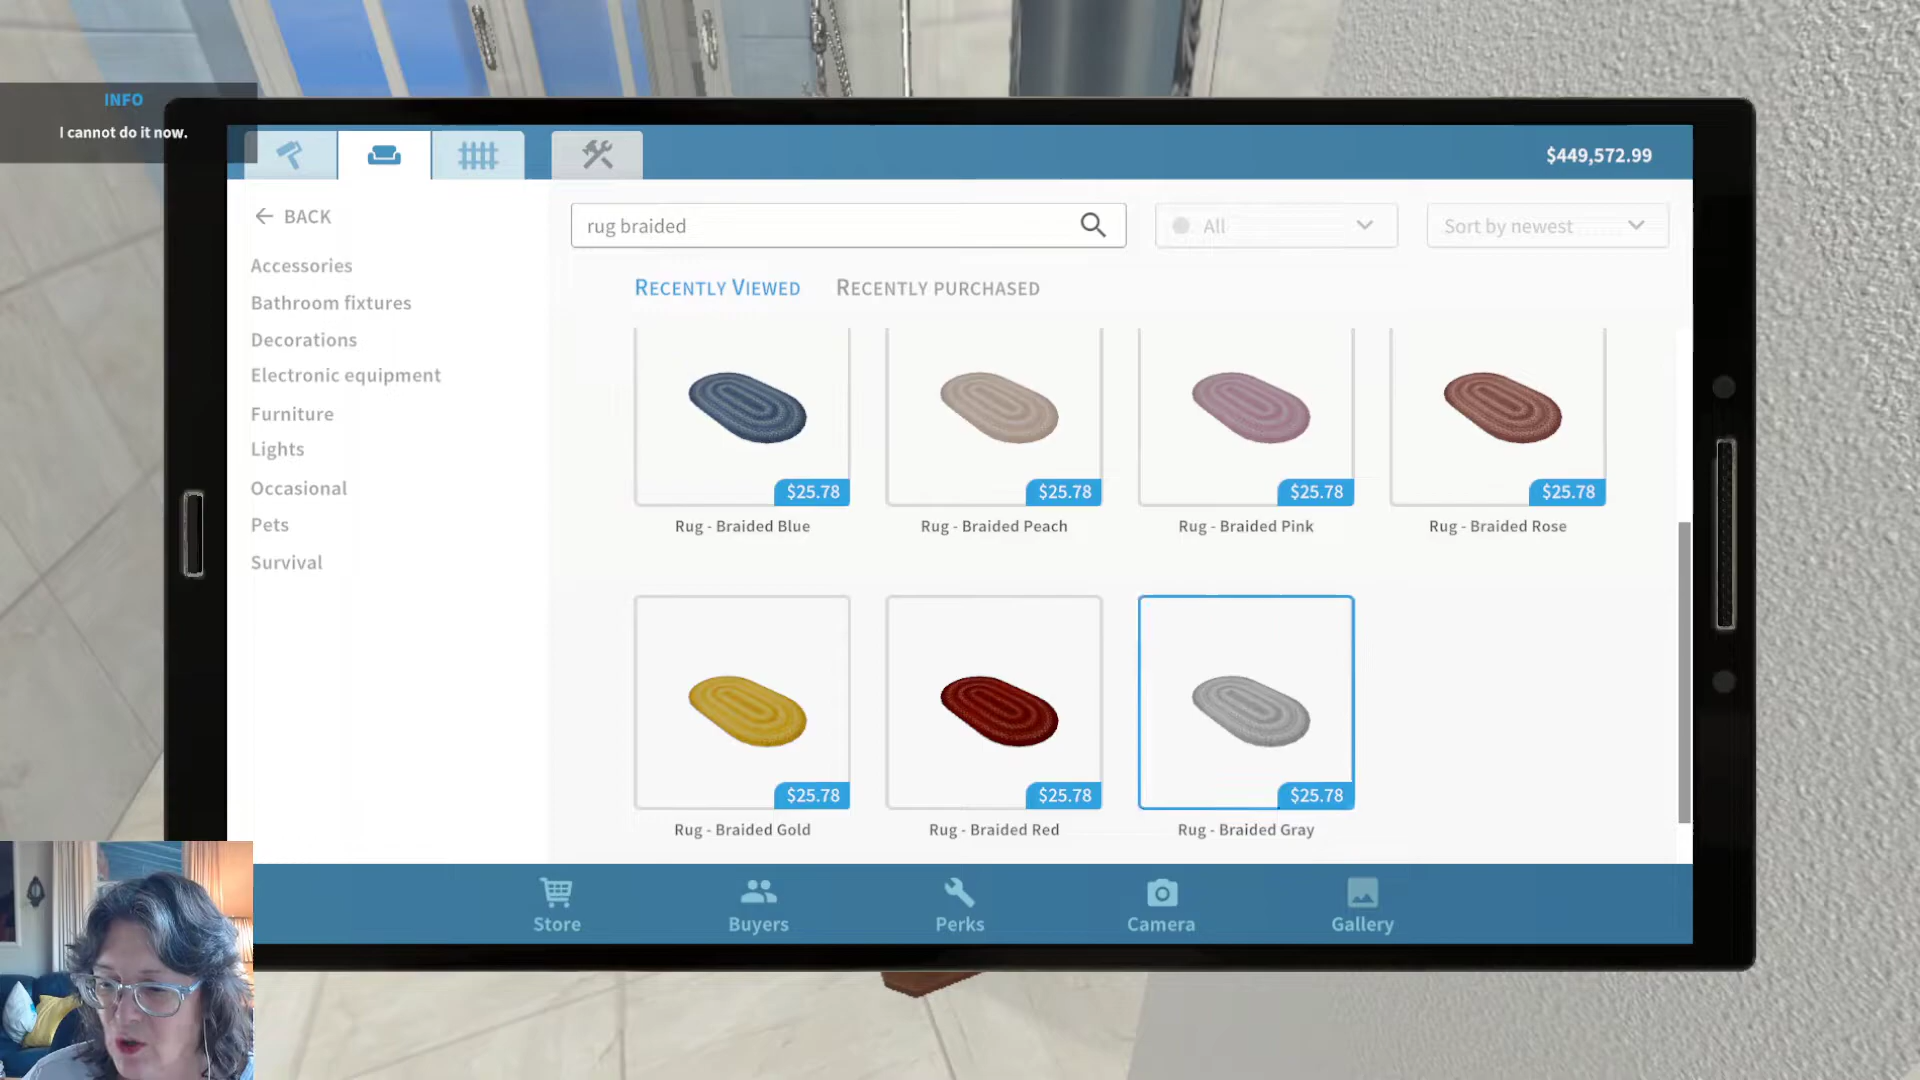 INFO
I cannot do it now.
$449,572.99
BACK
rug braided
All
Sort by newest
Accessories
Bathroom fixtures
Decorations
Electronic equipment
Furniture
Lights
Occasional
Pets
Survival
RECENTLY VIEWED
RECENTLY PURCHASED
$25.78
$25.78
$25.78
$25.78
Rug - Braided Blue
Rug - Braided Peach
Rug - Braided Pink
Rug - Braided Rose
$25.78
$25.78
$25.78
Rug - Braided Gold
Rug - Braided Red
Rug - Braided Gray
Store
Buyers
Perks
Camera
Gallery